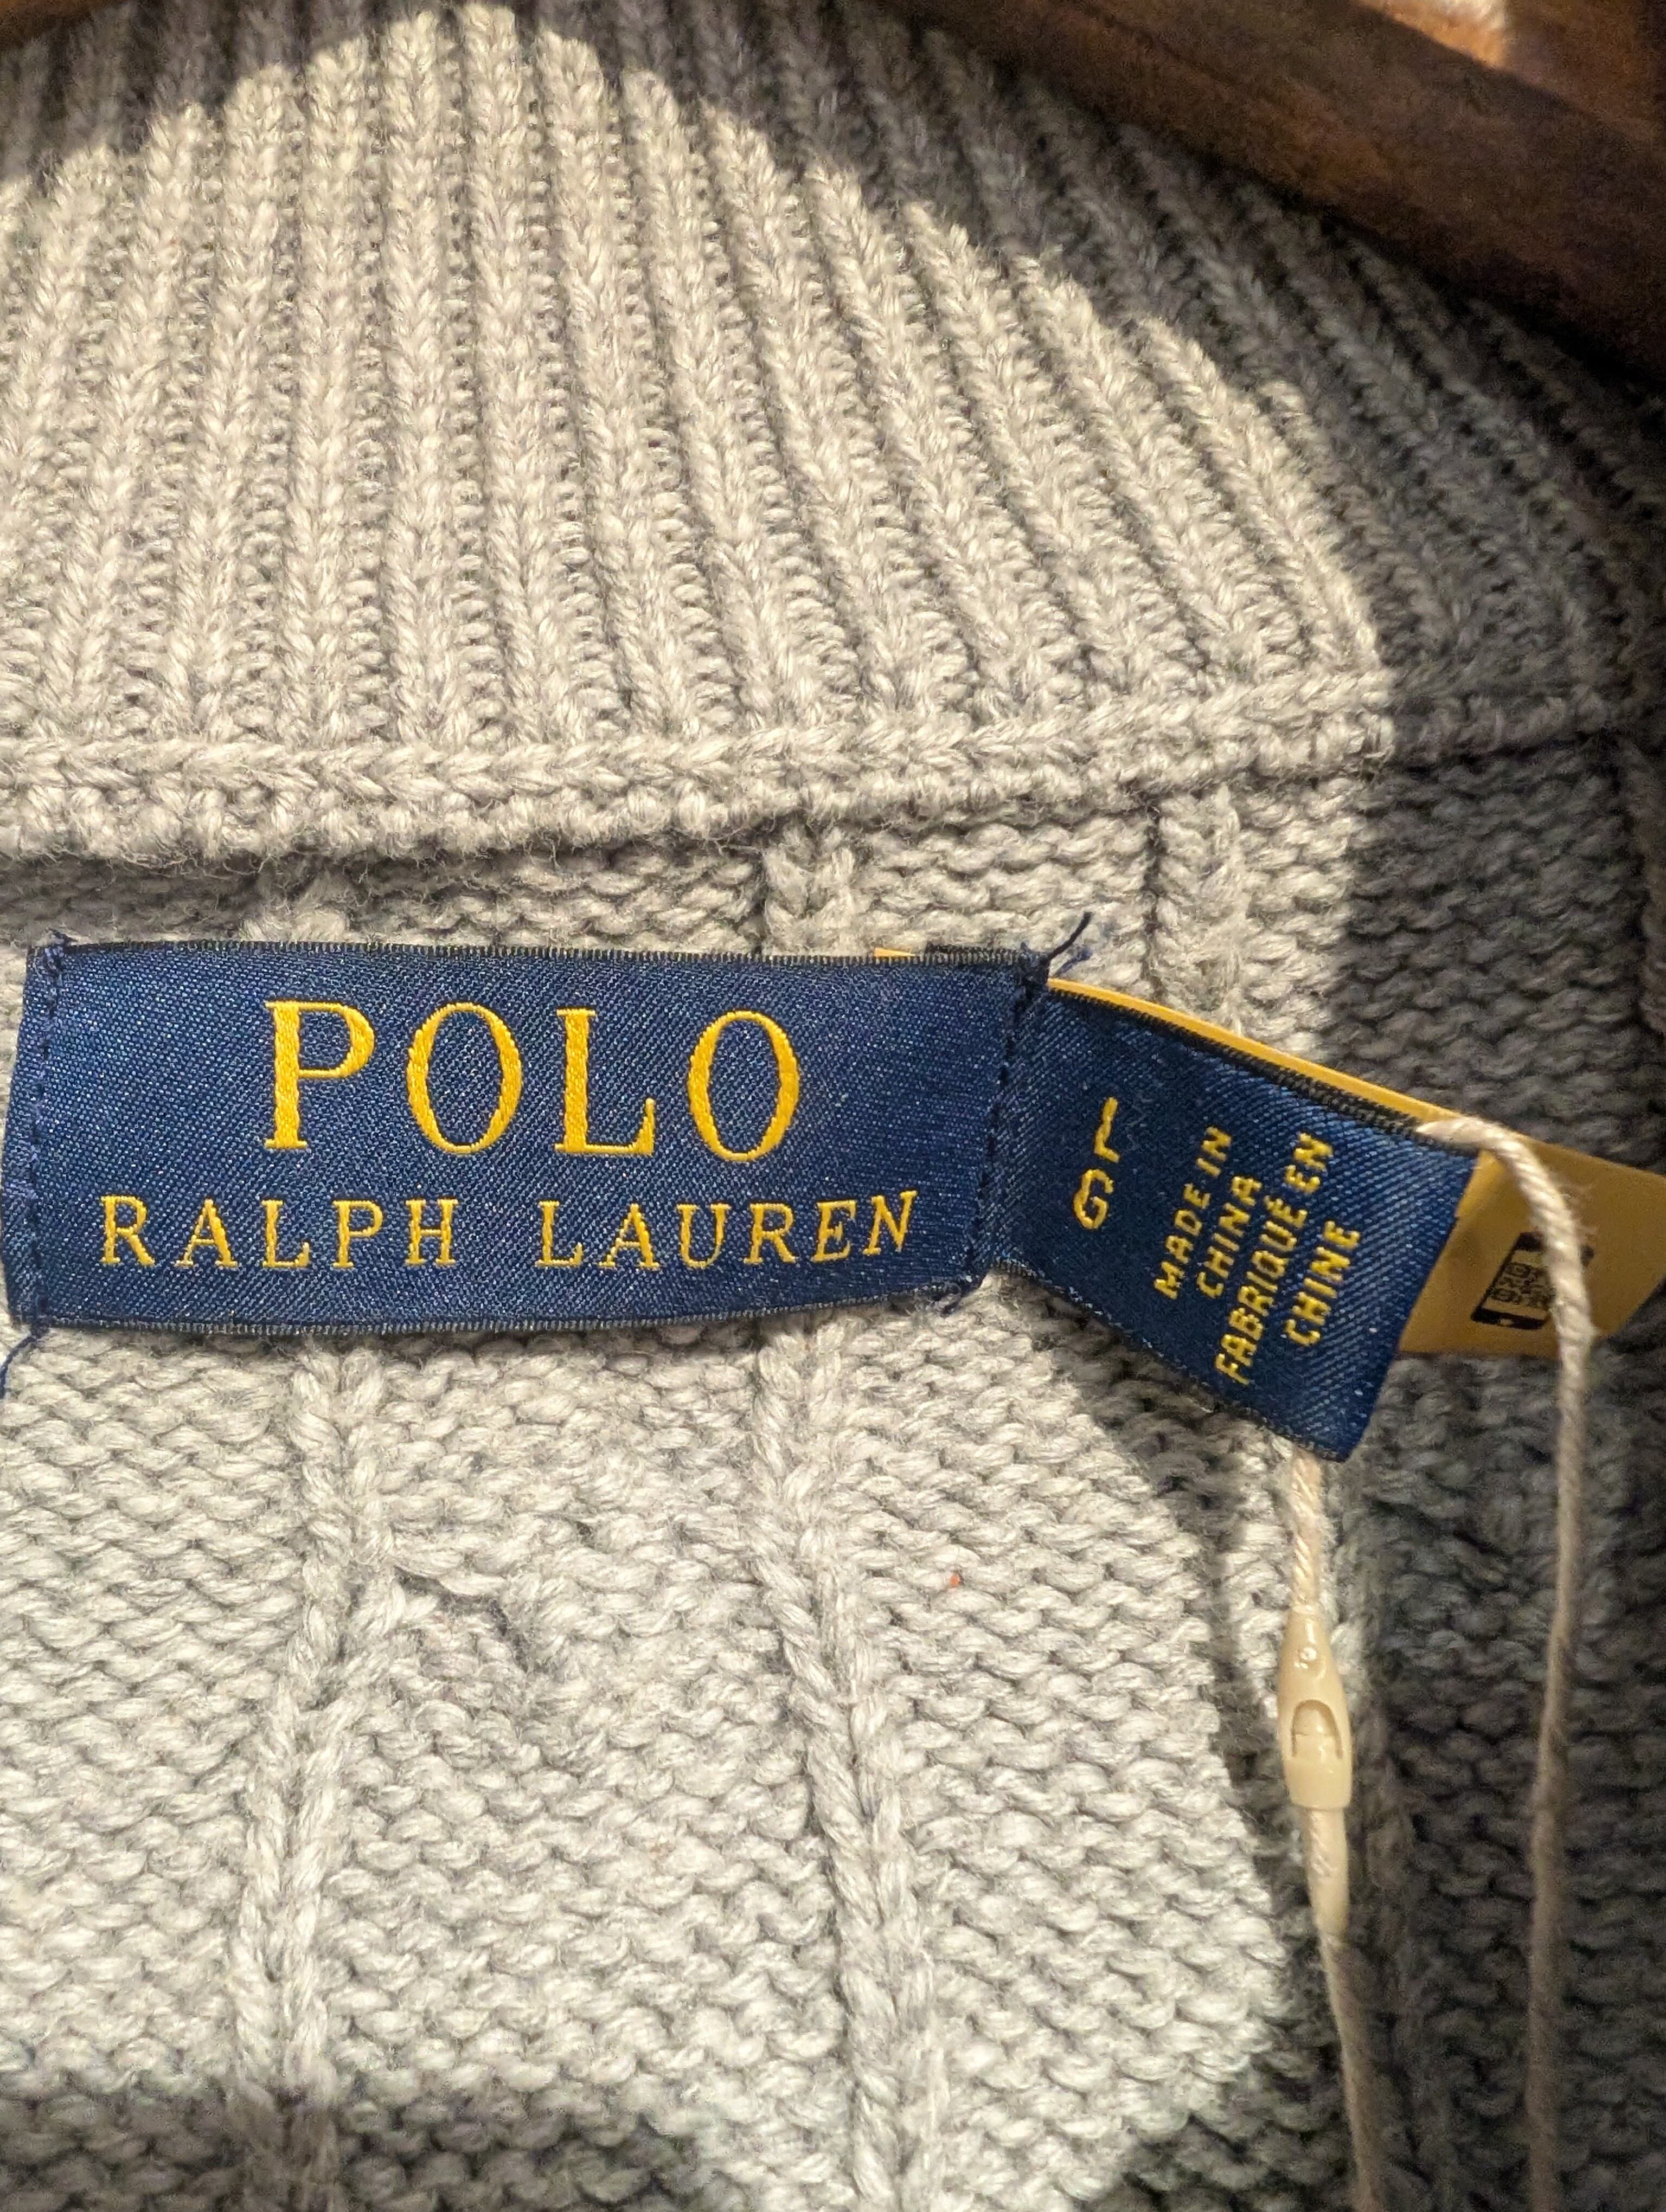 POLO
RALPH LAUREN
L
G
MADE IN
CHINA
FABRIQUÉ EN
CHINE